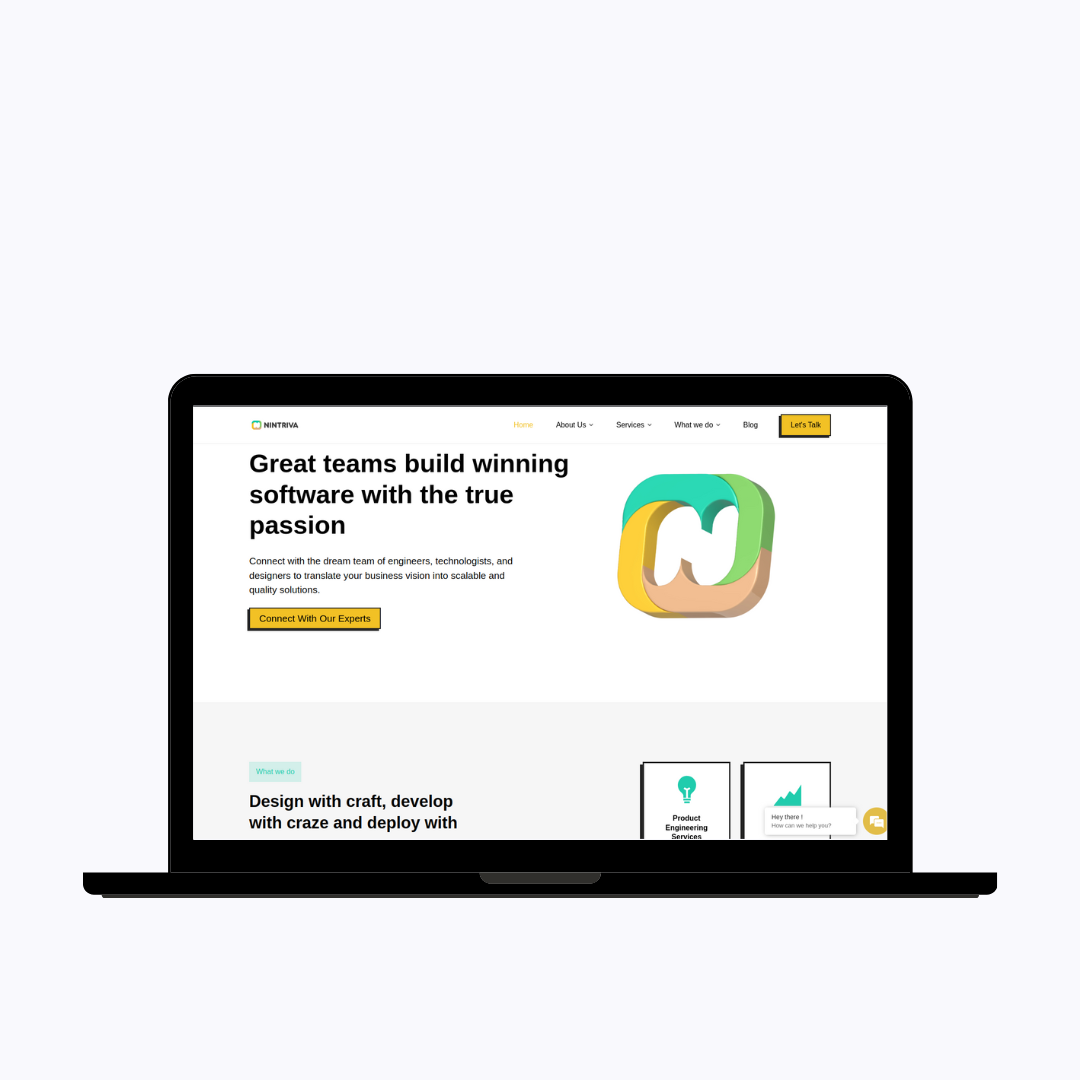 NINTRIVA
Home
About Us
Services
What we do
Blog
Let's Talk
Great teams build winning
software with the true
passion
Connect with the dream team of engineers, technologists, and
designers to translate your business vision into scalable and
quality solutions.
Connect With Our Experts
What we do
Design with craft, develop
with craze and deploy with
Product
Engineering
Services
Hey there !
How can we help you?